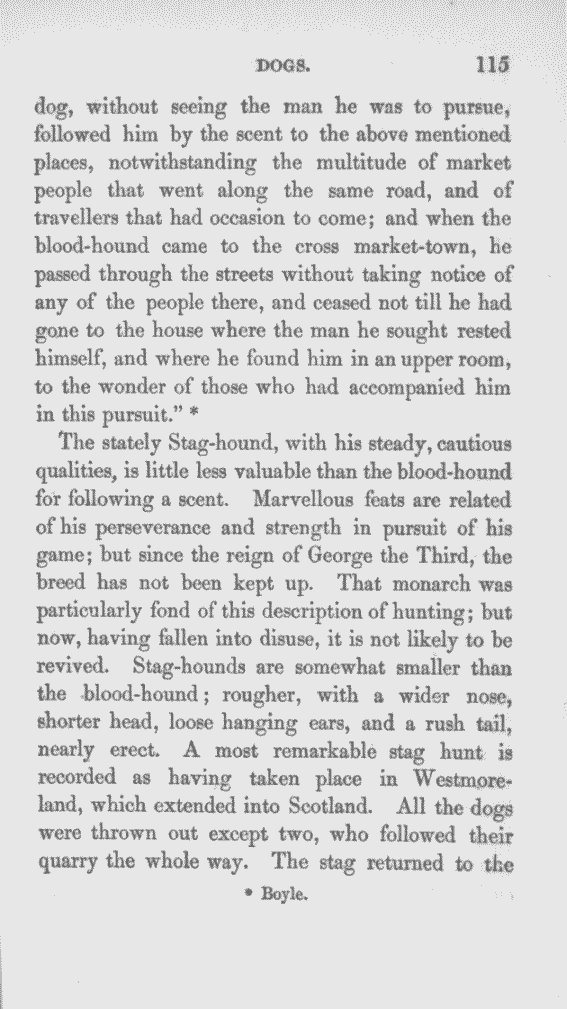 DOGS. 115
dog, without seeing the man he was to pursue,
followed him by the scent to the above mentioned
places, notwithstanding the multitude of market
people that went along the same road, and of
travellers that had occasion to come; and when the
blood-hound came to the cross market-town, he
passed through the streets without taking notice of
any of the people there, and ceased not till he had
gone to the house where the man he sought rested
himself, and where he found him in an upper room,
to the wonder of those who had accompanied him
in this pursuit." *
The stately Stag-hound, with his steady, cautious
qualities, is little less valuable than the blood-hound
for following a scent. Marvellous feats are related
of his perseverance and strength in pursuit of his
game; but since the reign of George the Third, the
breed has not been kept up. That monarch was
particularly fond of this description of hunting; but
now, having fallen into disuse, it is not likely to be
revived. Stag-hounds are somewhat smaller than
the blood-hound; rougher, with a wider nose,
shorter head, loose hanging ears, and a rush tail,
nearly erect. A most remarkable stag hunt is
recorded as having taken place in Westmore-
land, which extended into Scotland. All the dogs
were thrown out except two, who followed their
quarry the whole way. The stag returned to the
* Boyle.